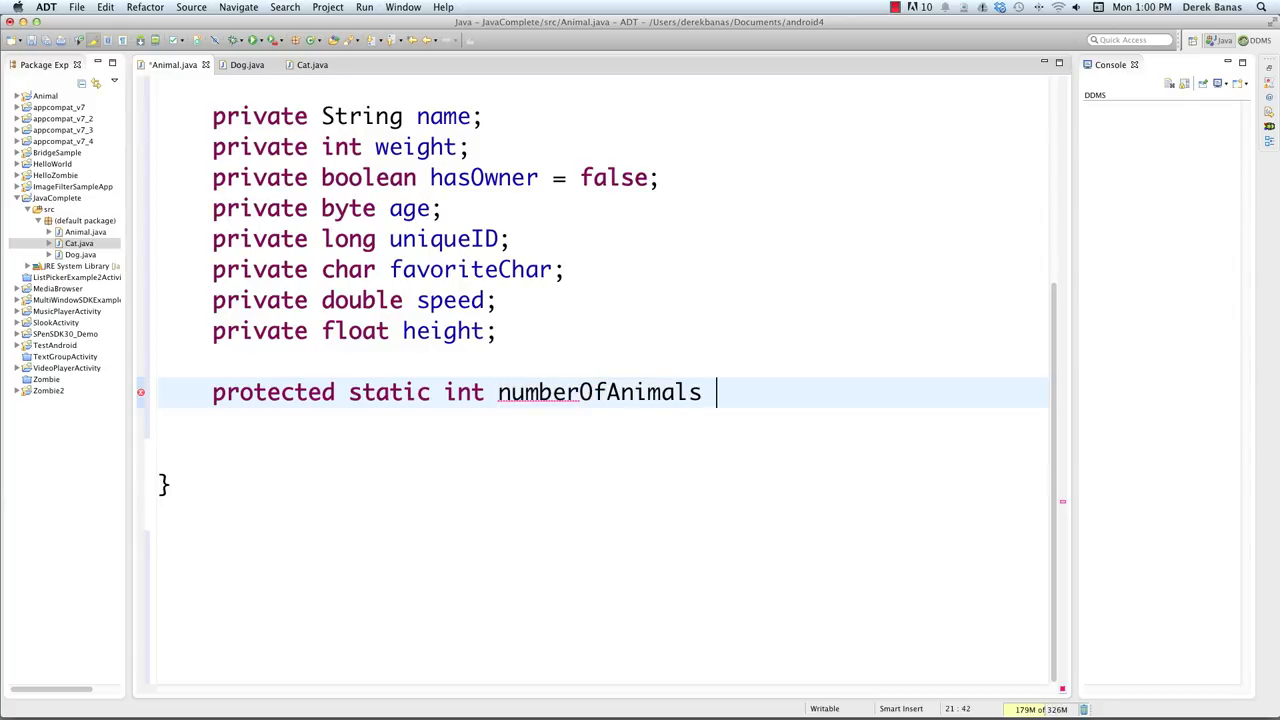 ADT File Edit Refactor Source Navigate Search Project Run Window Help 10 Mon 1:00 PM Derek Banas
Java – JavaComplete/src/Animal.java – ADT – /Users/derekbanas/Documents/android4
Quick Access Java DDMS
Package Exp
*Animal.java Dog.java Cat.java
Console
DDMS
Animal
appcompat_v7
appcompat_v7_2
appcompat_v7_3
appcompat_v7_4
BridgeSample
HelloWorld
HelloZombie
ImageFilterSampleApp
JavaComplete
src
(default package)
Animal.java
Cat.java
Dog.java
JRE System Library [Ja
ListPickerExample2Activi
MediaBrowser
MultiWindowSDKExample
MusicPlayerActivity
SlookActivity
SPenSDK30_Demo
TestAndroid
TextGroupActivity
VideoPlayerActivity
Zombie
Zombie2
private String name;
private int weight;
private boolean hasOwner = false;
private byte age;
private long uniqueID;
private char favoriteChar;
private double speed;
private float height;
protected static int numberOfAnimals
}
Writable Smart Insert 21 : 42 179M of 326M